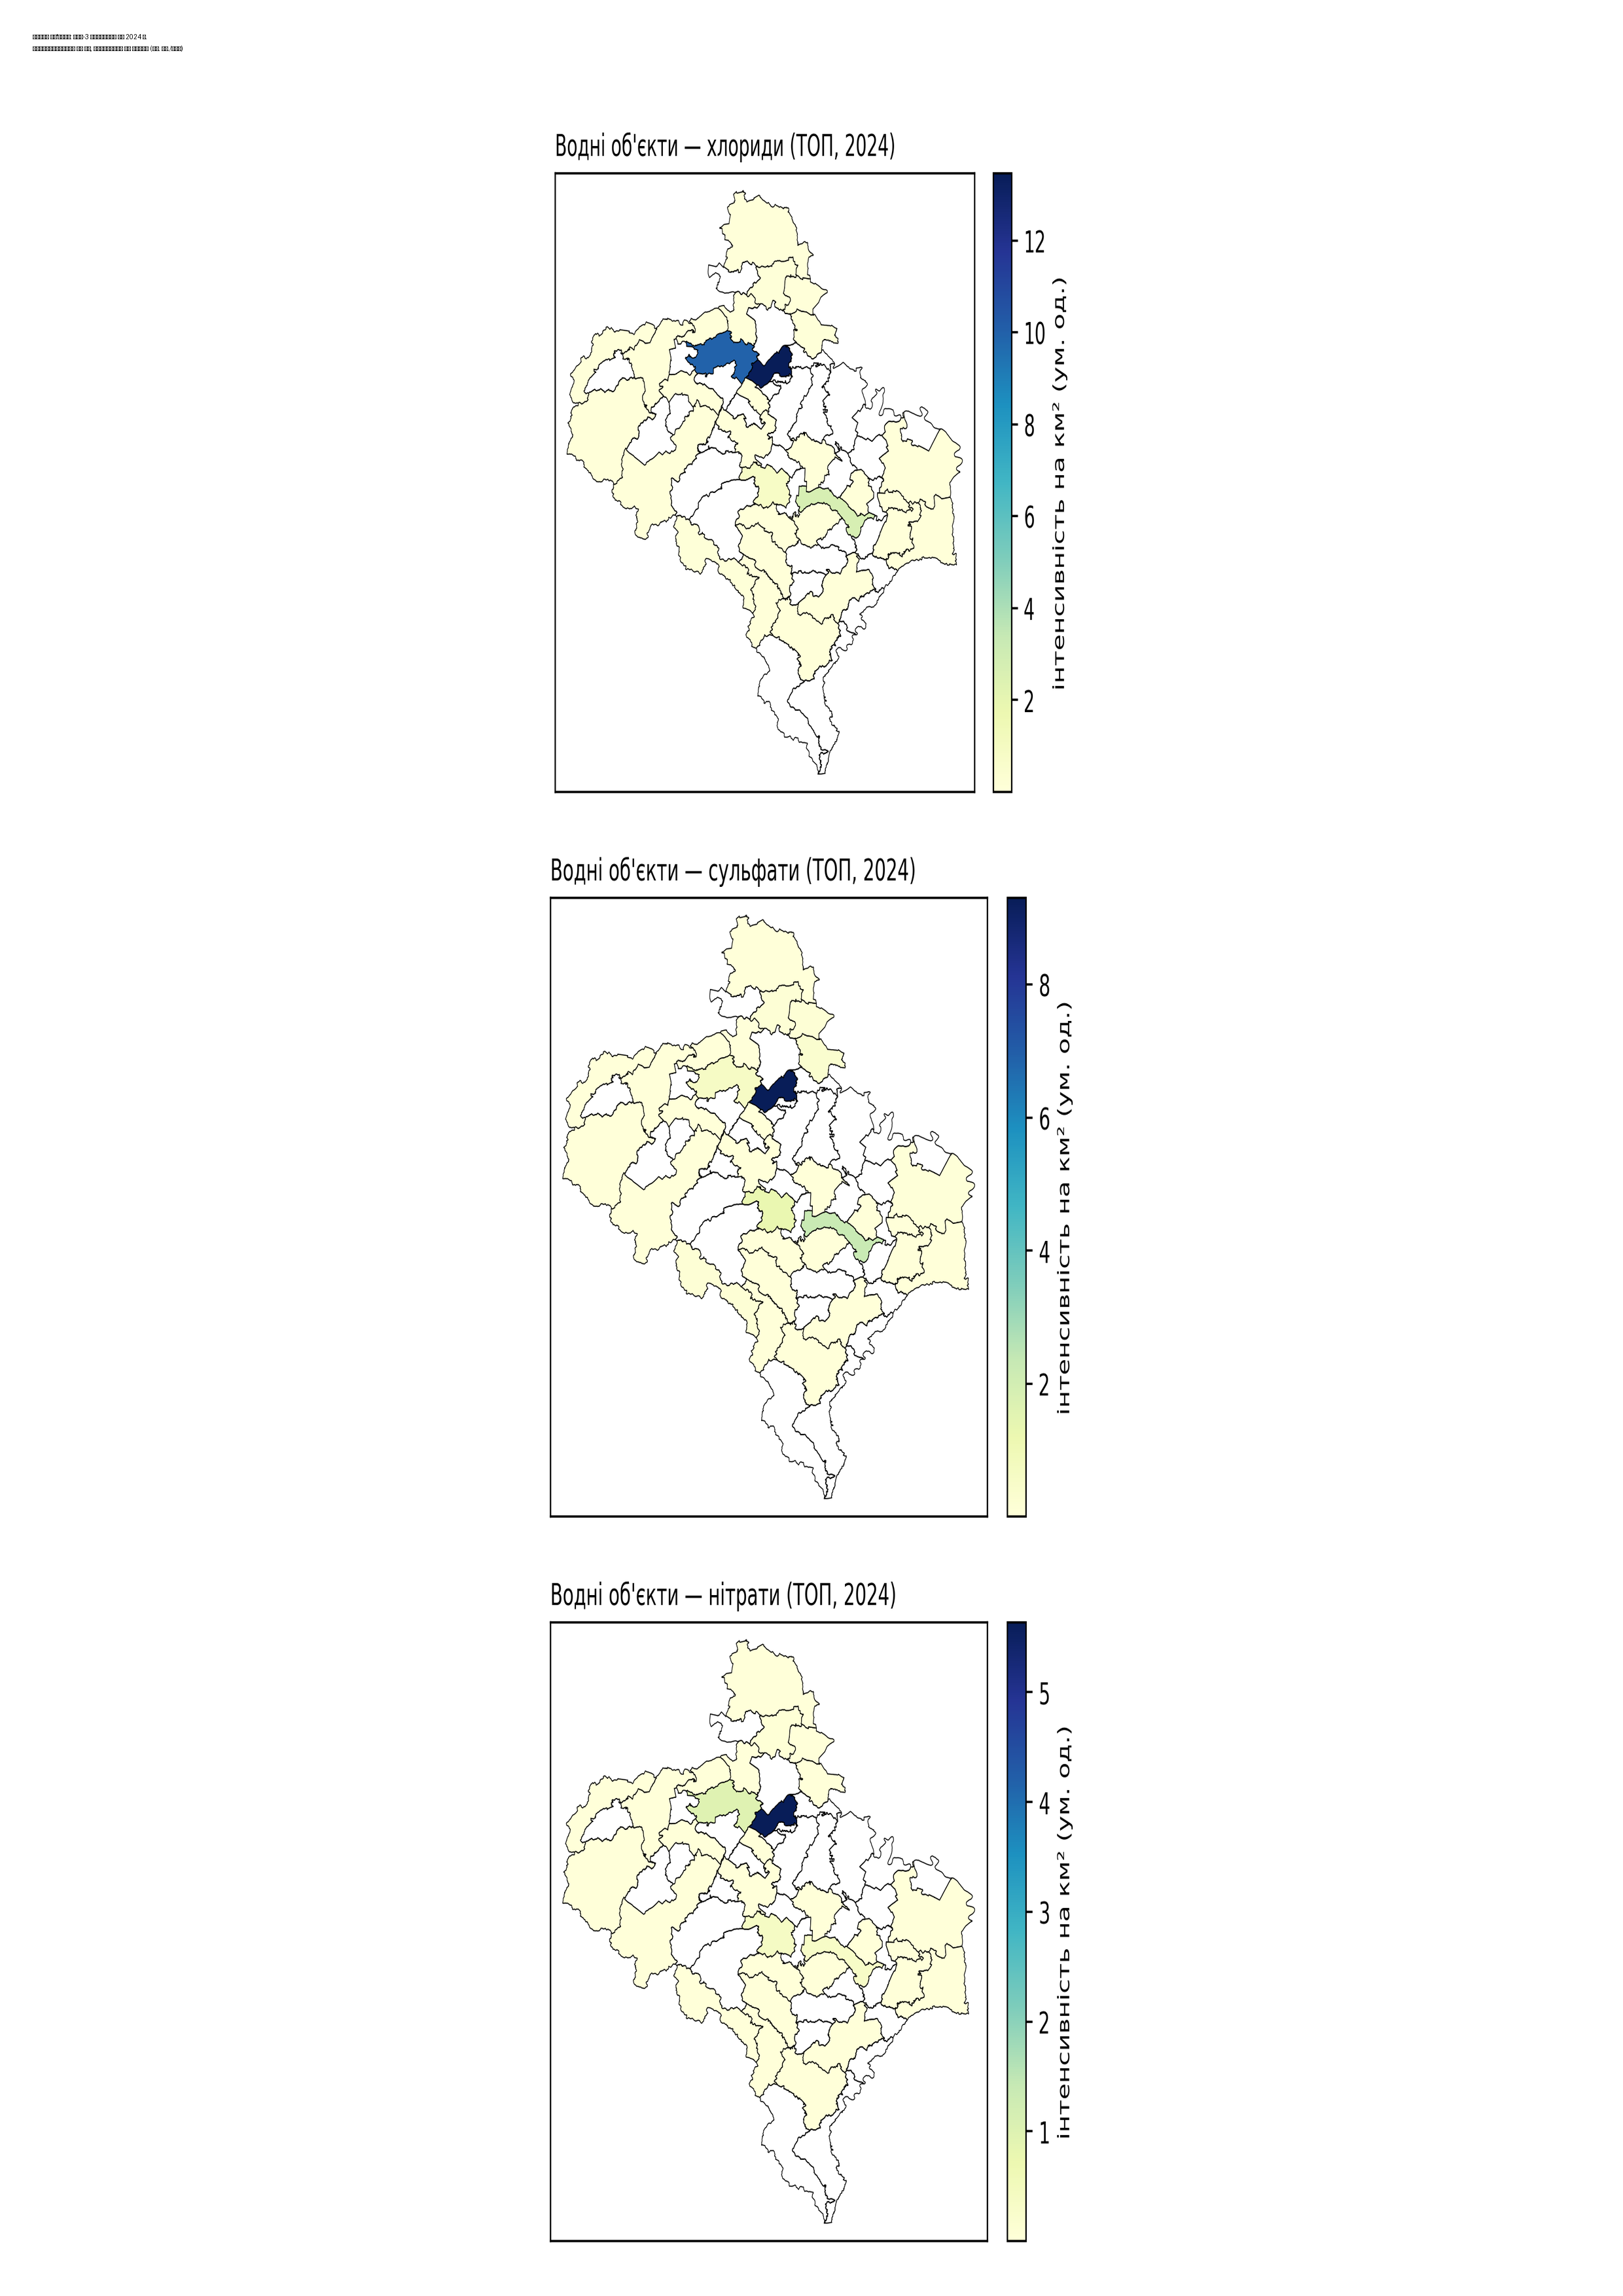 2024
Водні об'єкти — хлориди (ТОП, 2024)
12
10
8
6
4
2
інтенсивність на км² (ум. од.)
Водні об'єкти — сульфати (ТОП, 2024)
8
6
4
2
інтенсивність на км² (ум. од.)
Водні об'єкти — нітрати (ТОП, 2024)
5
4
3
2
1
інтенсивність на км² (ум. од.)